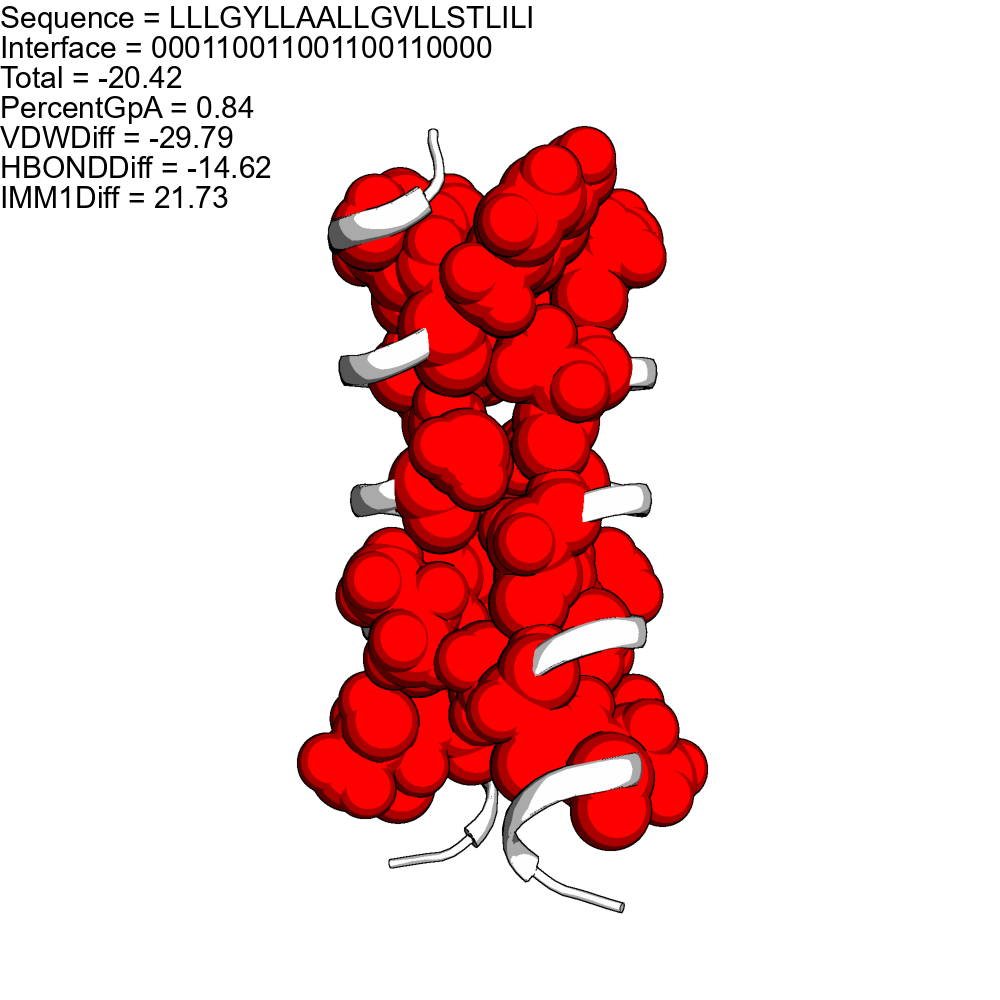 Sequence = LLLGYLLAALLGVLLSTLILI
Interface = 000110011001100110000
Total = -20.42
PercentGpA = 0.84
VDWDiff = -29.79
HBONDDiff = -14.62
IMM1Diff = 21.73